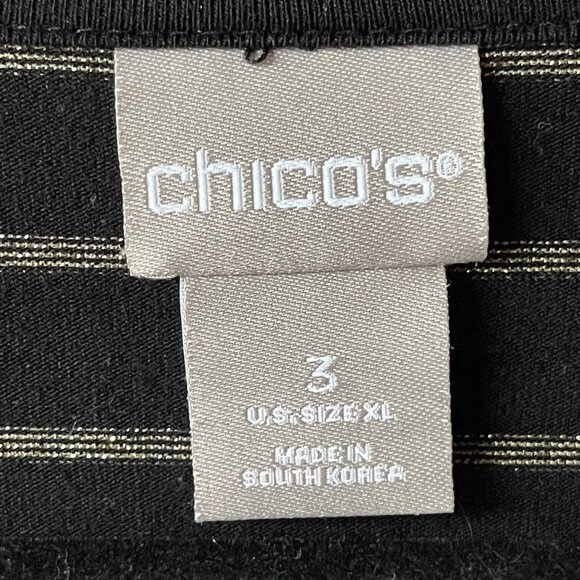 chico's®
3
U.S. SIZE XL
MADE IN
SOUTH KOREA